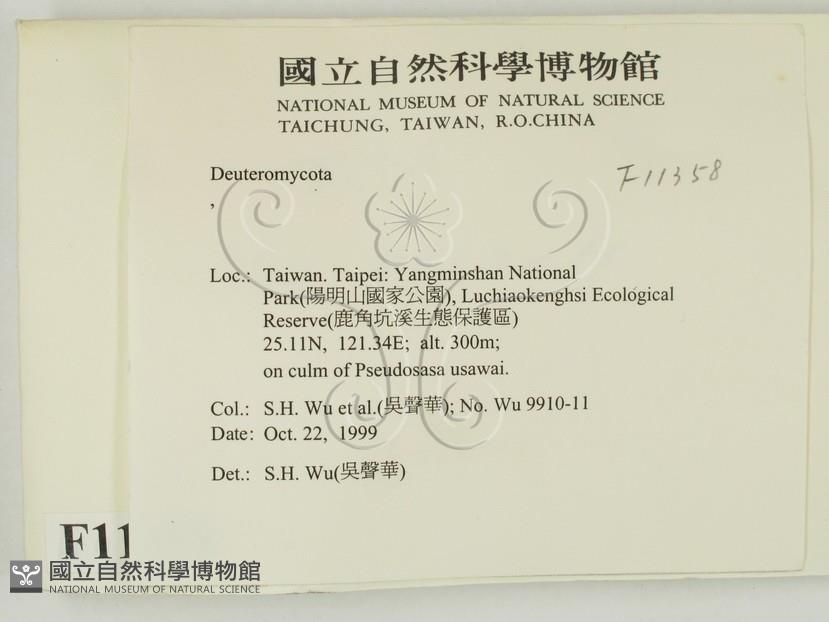 國立自然科學博物館
NATIONAL MUSEUM OF NATURAL SCIENCE
TAICHUNG, TAIWAN, R.O.CHINA
F11358
Deuteromycota
,
Loc.: Taiwan. Taipei: Yangminshan National
Park(陽明山國家公園), Luchiaokenghsi Ecological
Reserve(鹿角坑溪生態保護區)
25.11N, 121.34E; alt. 300m;
on culm of Pseudosasa usawai.
Col.: S.H. Wu et al.(吳聲華); No. Wu 9910-11
Date: Oct. 22, 1999
Det.: S.H. Wu(吳聲華)
F11
國立自然科學博物館
NATIONAL MUSEUM OF NATURAL SCIENCE